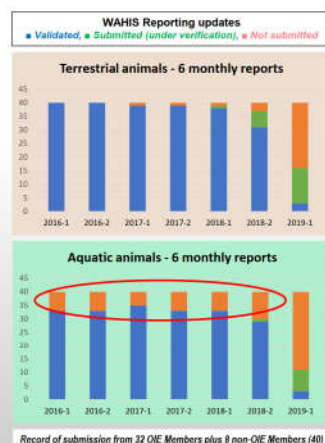 WAHIS Reporting updates
■ Validated, ■ Submitted (under verification), ■ Not submitted
Terrestrial animals - 6 monthly reports
45
40
35
30
25
20
15
10
5
0
2016-1 2016-2 2017-1 2017-2 2018-1 2018-2 2019-1
Aquatic animals - 6 monthly reports
45
40
35
30
25
20
15
10
5
0
2016-1 2016-2 2017-1 2017-2 2018-1 2018-2 2019-1
Record of submission from 32 OIE Members plus 8 non-OIE Members (40)